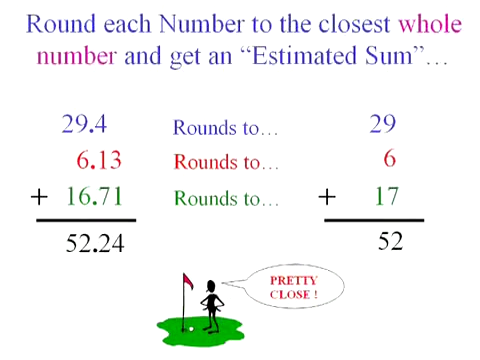 Round each Number to the closest whole
number and get an “Estimated Sum”…
29.4 Rounds to… 29
6.13 Rounds to… 6
+ 16.71 Rounds to… + 17
52.24 52
PRETTY
CLOSE !